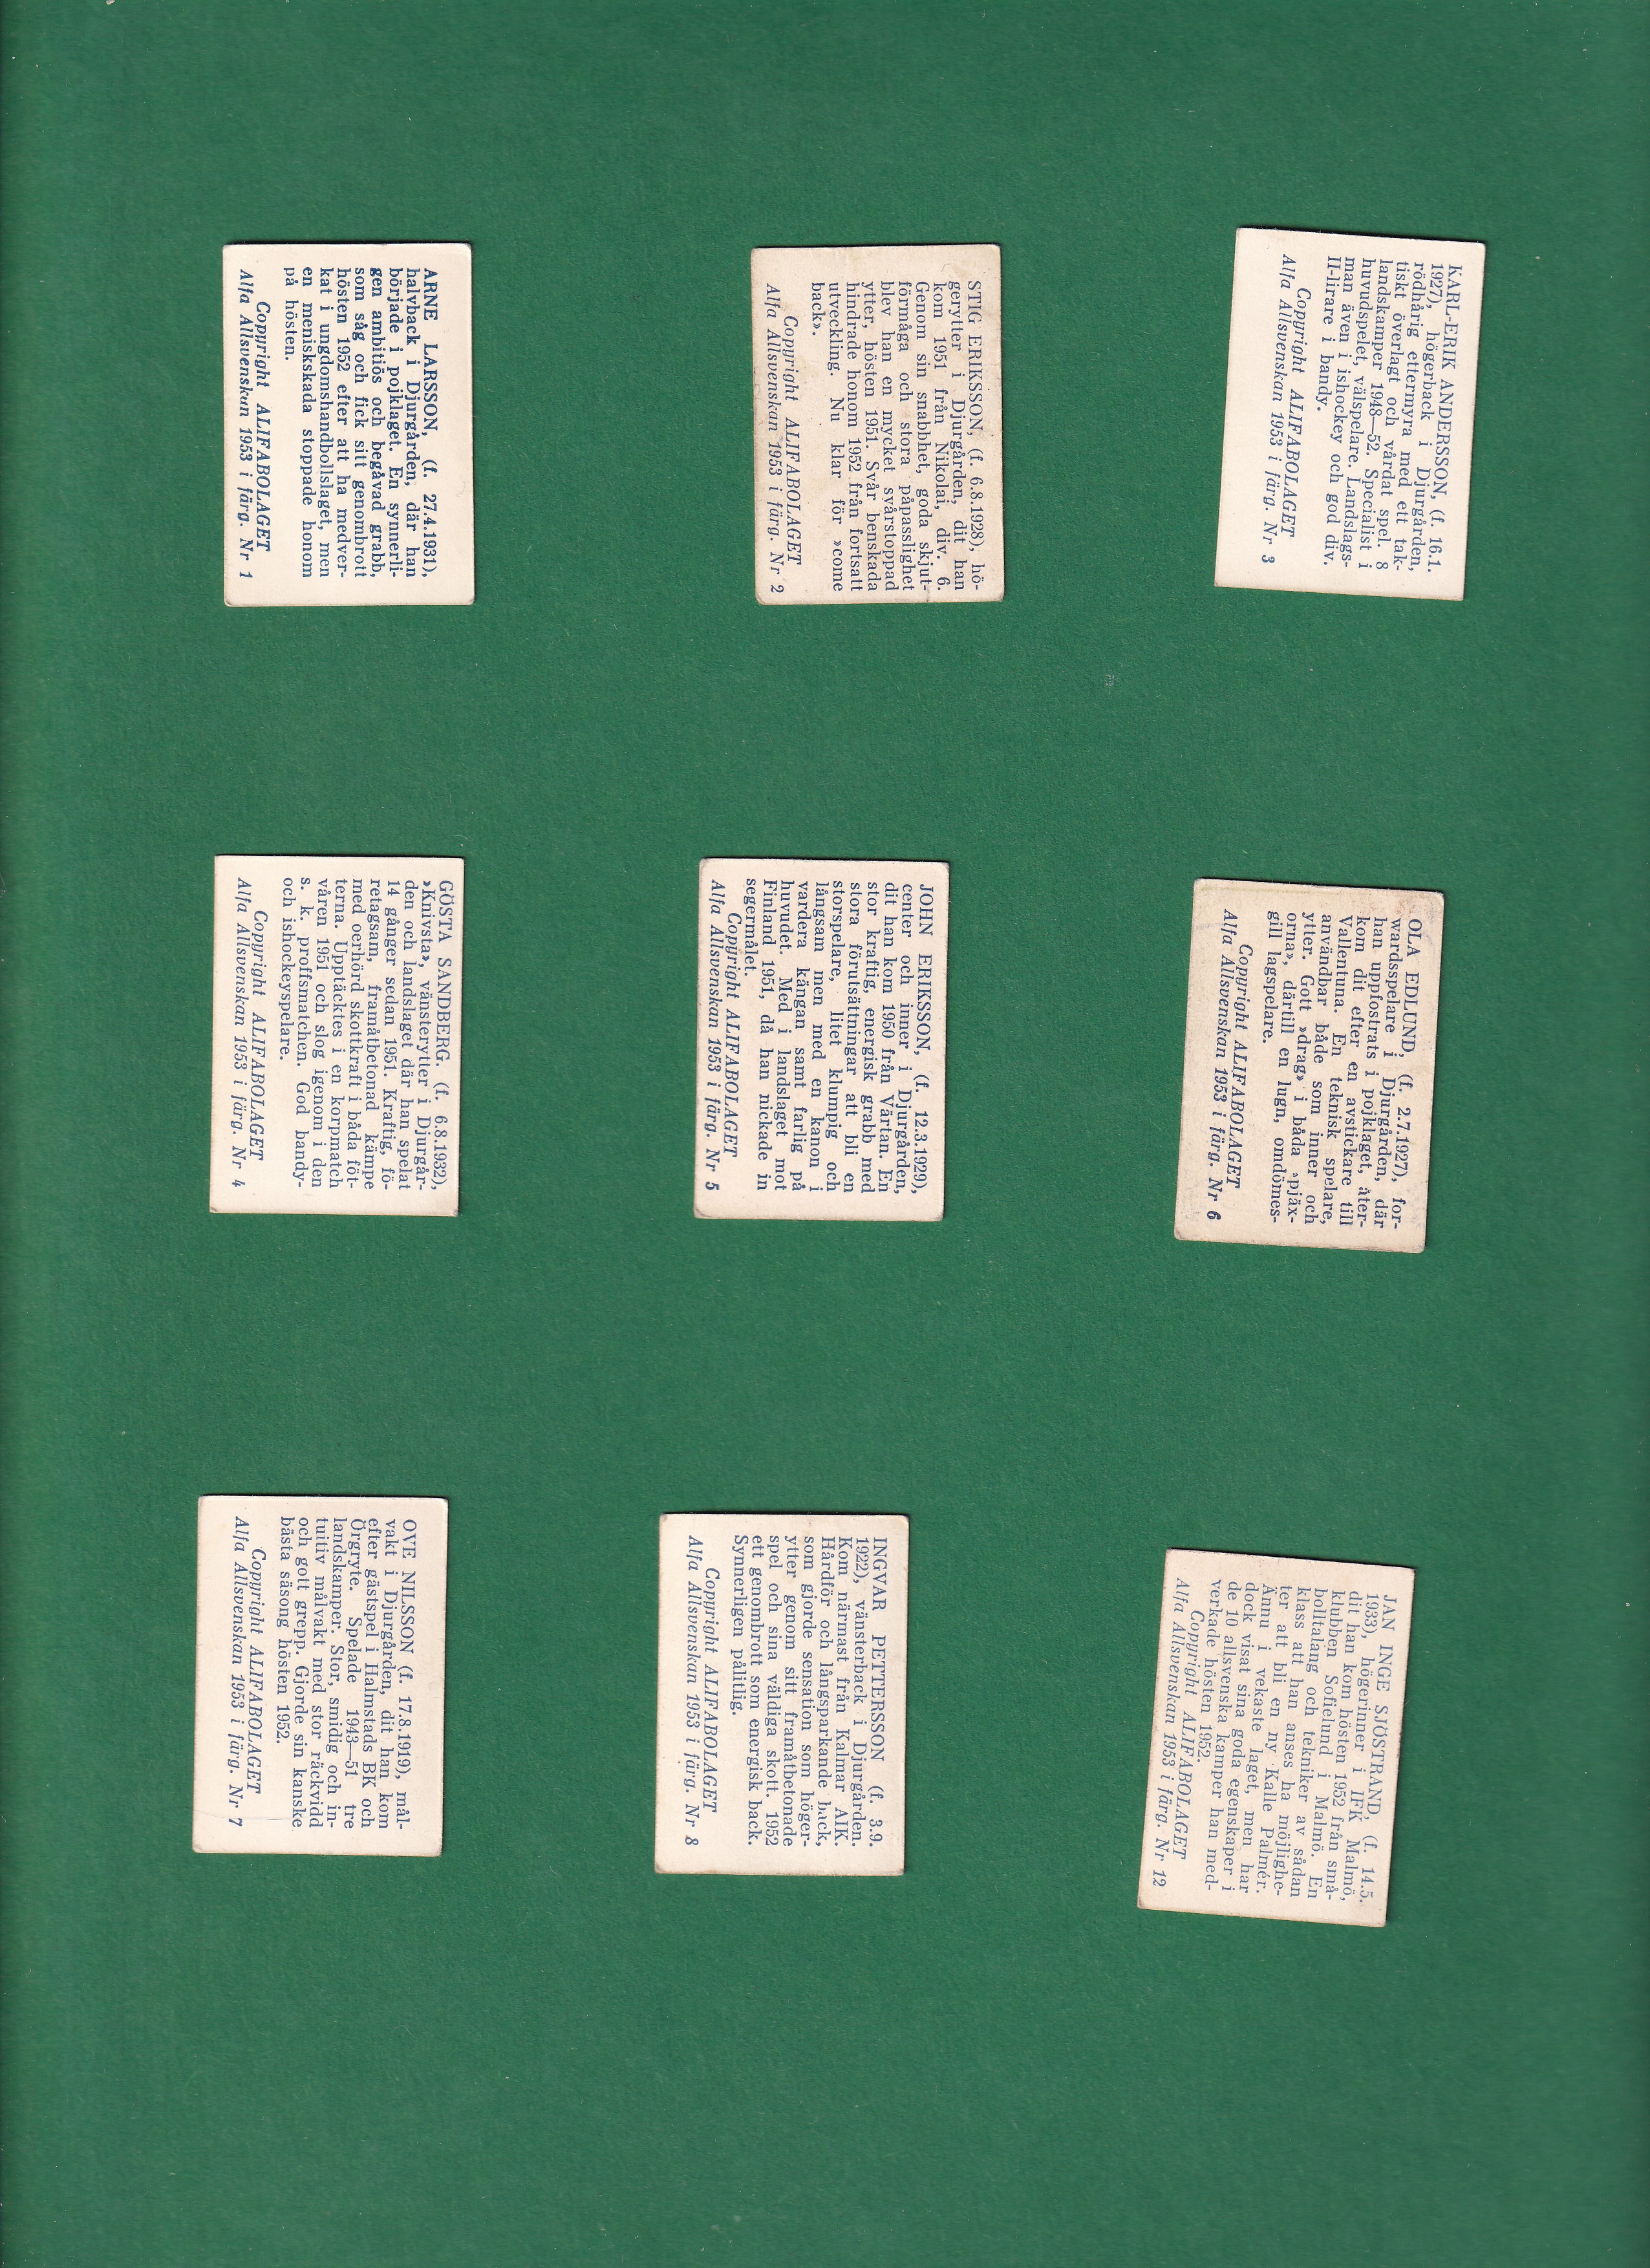 ARNE LARSSON, (f. 27.4.1931),
halvback i Djurgården, där han
började i pojklaget. En synnerli-
gen ambitiös och begåvad grabb,
som såg och fick sitt genombrott
hösten 1952 efter att ha medver-
kat i ungdomshandbollslaget, men
en meniskskada stoppade honom
på hösten.
Copyright ALIFABOLAGET
Alfa Allsvenskan 1953 i färg. Nr 1
STIG ERIKSSON, (f. 6.8.1928), hö-
gerytter i Djurgården, dit han
kom 1951 från Nikolai, div. 6.
Genom sin snabbhet, goda skjut-
förmåga och stora påpasslighet
blev han en mycket svårstoppad
ytter, hösten 1951. Svår benskada
hindrade honom 1952 från fortsatt
utveckling. Nu klar för »come
back».
Copyright ALIFABOLAGET
Alfa Allsvenskan 1953 i färg. Nr 2
KARL-ERIK ANDERSSON, (f. 16.1.
1927), högerback i Djurgården,
rödhårig ettermyra med ett tak-
tiskt överlagt och vårdat spel. 8
landskamper 1948—52. Specialist i
huvudspelet, välspelare. Landslags-
man även i ishockey och god div.
II-lirare i bandy.
Copyright ALIFABOLAGET
Alfa Allsvenskan 1953 i färg. Nr 3
GÖSTA SANDBERG. (f. 6.8.1932),
»Knivsta», vänsterytter i Djurgår-
den och landslaget där han spelat
14 gånger sedan 1951. Kraftig, fö-
retagsam, framåtbetonad kämpe
med oerhörd skottkraft i båda föt-
terna. Upptäcktes i en korpmatch
våren 1951 och slog igenom i den
s. k. proffsmatchen. God bandy-
och ishockeyspelare.
Copyright ALIFABOLAGET
Alfa Allsvenskan 1953 i färg. Nr 4
JOHN ERIKSSON, (f. 12.3.1929),
center och inner i Djurgården,
dit han kom 1950 från Värtan. En
stor kraftig, energisk grabb med
stora förutsättningar att bli en
storspelare, litet klumpig och
långsam men med en kanon i
vardera kängan samt farlig på
huvudet. Med i landslaget mot
Finland 1951, då han nickade in
segermålet.
Copyright ALIFABOLAGET
Alfa Allsvenskan 1953 i färg. Nr 5
OLA EDLUND, (f. 2.7.1927), for-
wardsspelare i Djurgården, där
han uppfostrats i pojklaget, åter-
kom dit efter en avstickare till
Vallentuna. En teknisk spelare,
användbar både som inner och
ytter. Gott »drag» i båda »pjäx-
orna», därtill en lugn, omdömes-
gill lagspelare.
Copyright ALIFABOLAGET
Alfa Allsvenskan 1953 i färg. Nr 6
OVE NILSSON (f. 17.8.1919), mål-
vakt i Djurgården, dit han kom
efter gästspel i Halmstads BK och
Örgryte. Spelade 1943—51 tre
landskamper. Stor, smidig och in-
tuitiv målvakt med stor räckvidd
och gott grepp. Gjorde sin kanske
bästa säsong hösten 1952.
Copyright ALIFABOLAGET
Alfa Allsvenskan 1953 i färg. Nr 7
INGVAR PETTERSSON (f. 3.9.
1922), vänsterback i Djurgården.
Kom närmast från Kalmar AIK.
Hårdför och långsparkande back,
som gjorde sensation som höger-
ytter genom sitt framåtbetonade
spel och sina väldiga skott. 1952
ett genombrott som energisk back.
Synnerligen pålitlig.
Copyright ALIFABOLAGET
Alfa Allsvenskan 1953 i färg. Nr 8
JAN INGE SJÖSTRAND, (f. 14.5.
1933), högerinner i IFK Malmö,
dit han kom hösten 1952 från små-
klubben Sofielund i Malmö. En
bolltalang och tekniker av sådan
klass att han anses ha möjlighe-
ter att bli en ny Kalle Palmér.
Ännu i vekaste laget, men har
dock visat sina goda egenskaper i
de 10 allsvenska kamper han med-
verkade hösten 1952.
Copyright ALIFABOLAGET
Alfa Allsvenskan 1953 i färg. Nr 12